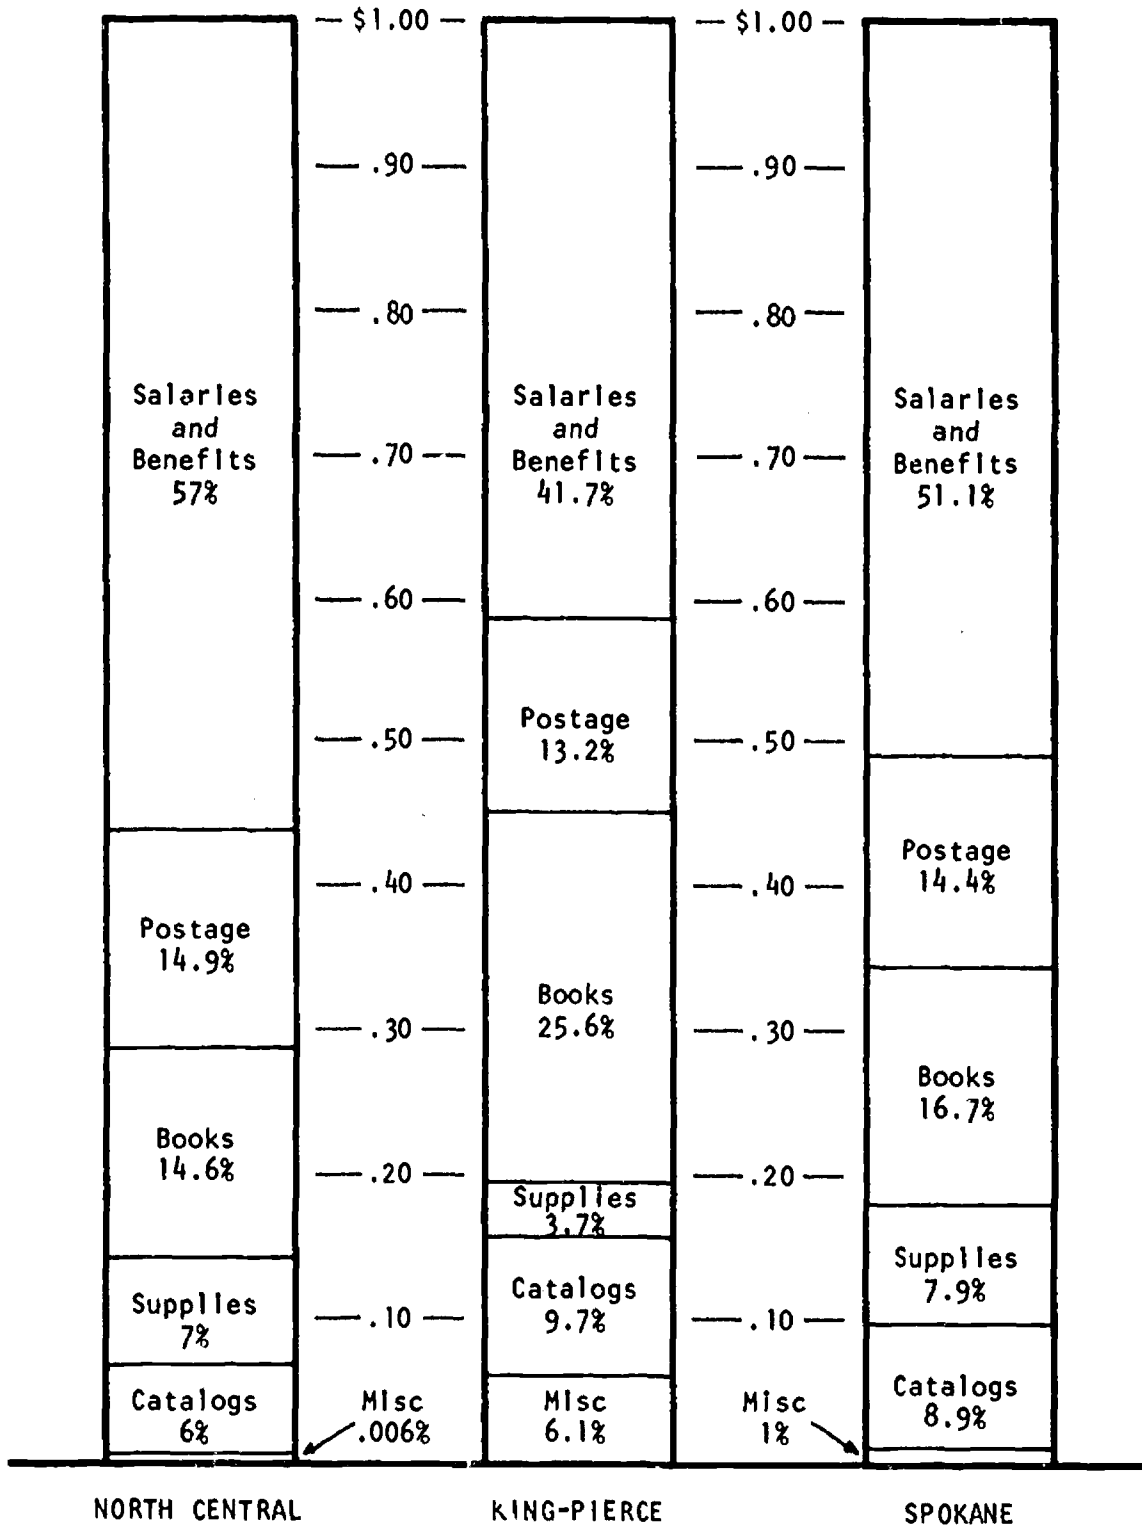 $1.00
$1.00
.90
.90
.80
.80
Salaries
and
Benefits
57%
.70
Salaries
and
Benefits
41.7%
.70
Salaries
and
Benefits
51.1%
.60
.60
Postage
13.2%
.50
.50
Postage
14.9%
.40
.40
Postage
14.4%
Books
25.6%
.30
.30
Books
14.6%
.20
.20
Books
16.7%
Supplies
3.7%
Supplies
7%
.10
Catalogs
9.7%
.10
Supplies
7.9%
Catalogs
6%
Misc
.006%
Misc
6.1%
Misc
1%
Catalogs
8.9%
NORTH CENTRAL
KING-PIERCE
SPOKANE